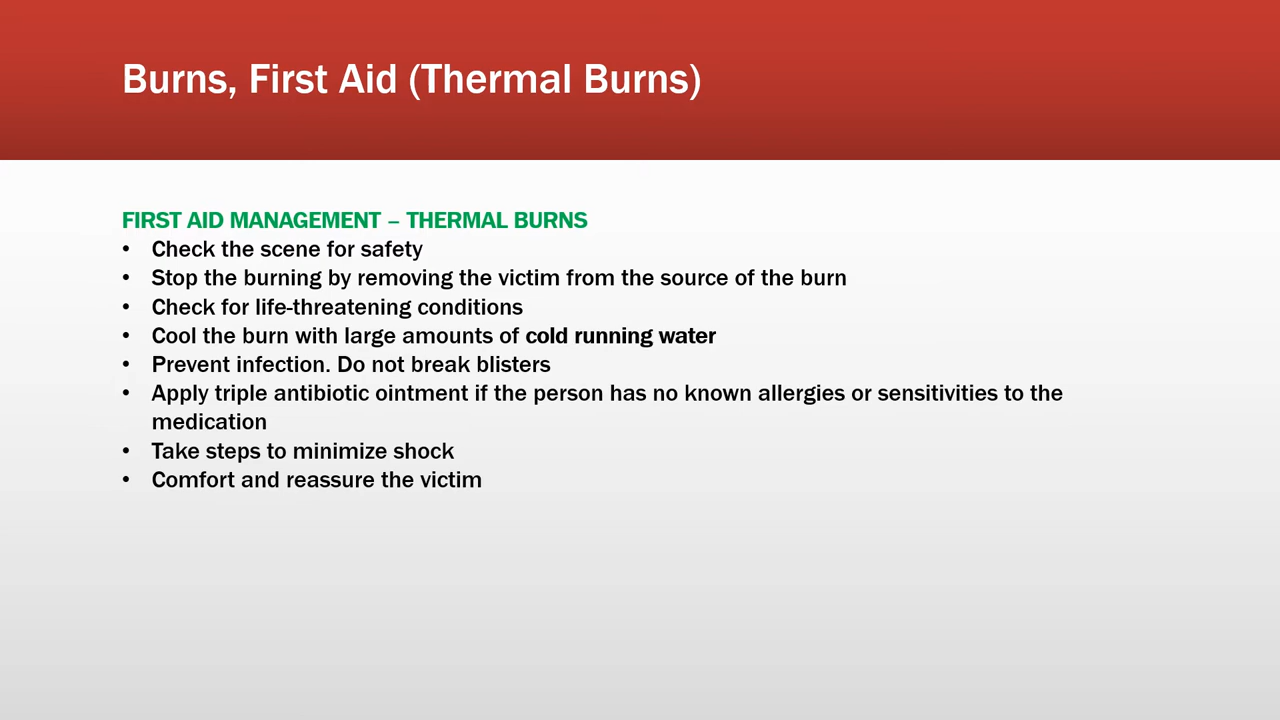 Burns, First Aid (Thermal Burns)
FIRST AID MANAGEMENT – THERMAL BURNS
• Check the scene for safety
• Stop the burning by removing the victim from the source of the burn
• Check for life-threatening conditions
• Cool the burn with large amounts of cold running water
• Prevent infection. Do not break blisters
• Apply triple antibiotic ointment if the person has no known allergies or sensitivities to the
medication
• Take steps to minimize shock
• Comfort and reassure the victim